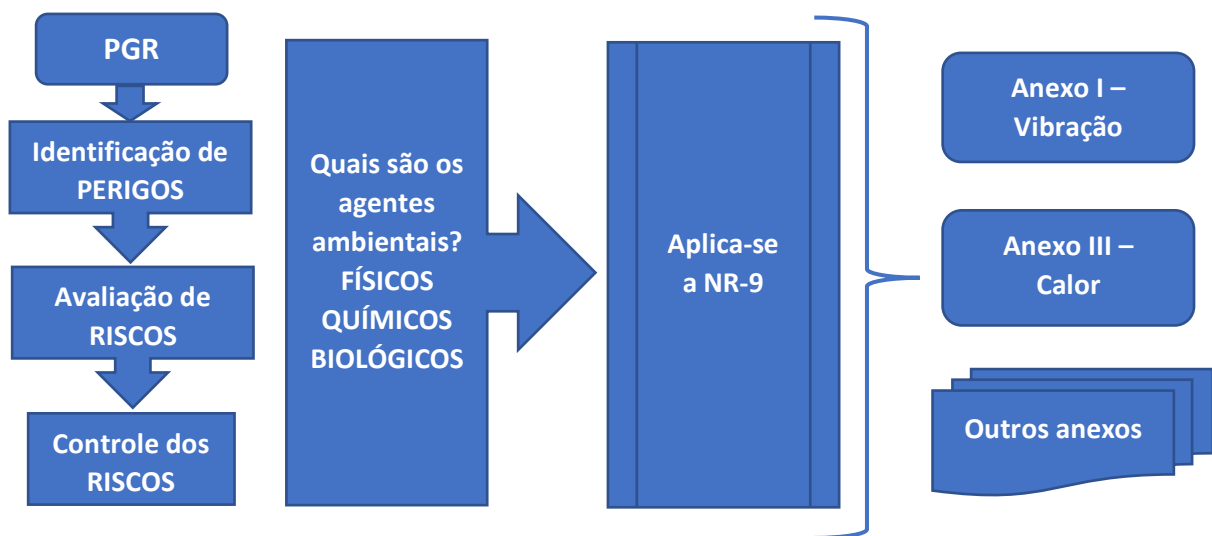 PGR
Identificação de
PERIGOS
Avaliação de
RISCOS
Controle dos
RISCOS
Quais são os
agentes
ambientais?
FÍSICOS
QUÍMICOS
BIOLÓGICOS
Aplica-se
a NR-9
Anexo I –
Vibração
Anexo III –
Calor
Outros anexos